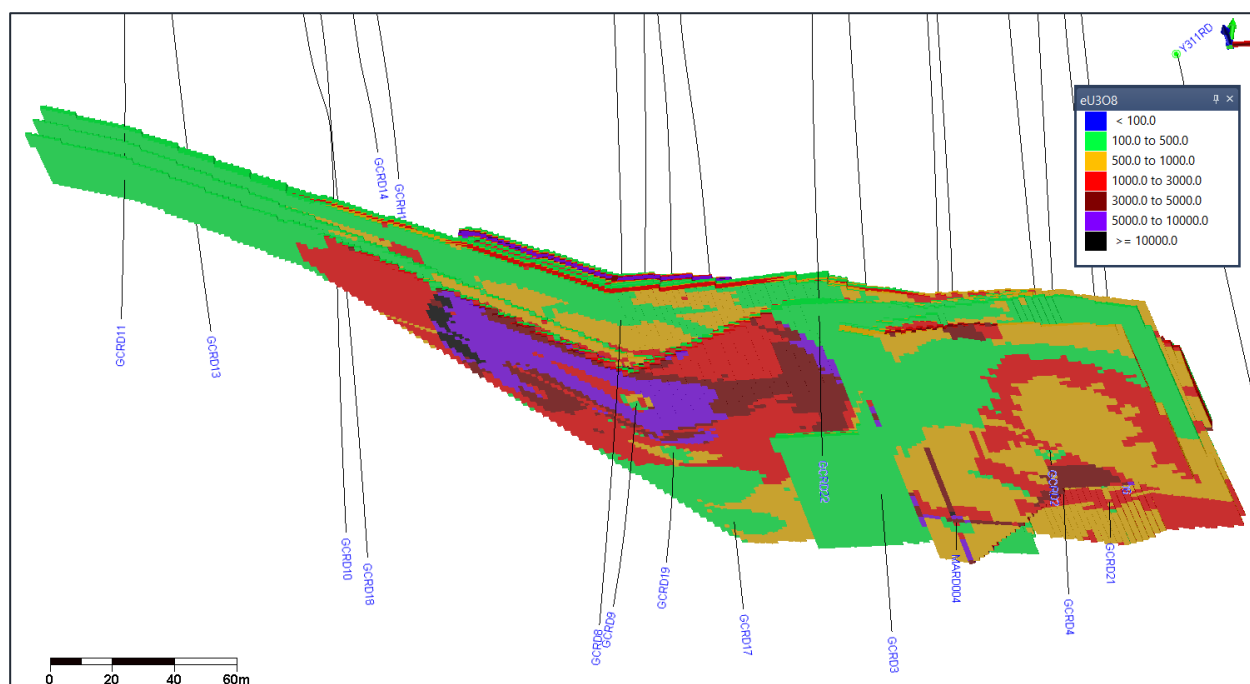 Y311RD
eU3O8
< 100.0
100.0 to 500.0
500.0 to 1000.0
1000.0 to 3000.0
3000.0 to 5000.0
5000.0 to 10000.0
>= 10000.0
GCRD14
GCRH1
GCRD11
GCRD13
GCRD10
GCRD18
GCRD9
GCRD19
GCRD17
GCRD3
MARD004
GCRD4
GCRD21
0 20 40 60m